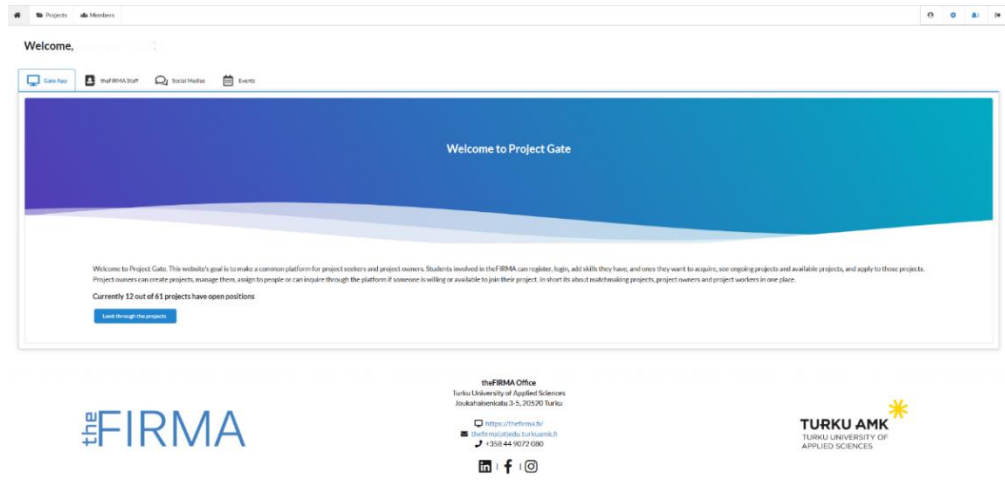 Projects Members
Welcome,
Gate App theFIRMA Staff Social Medias Events
Welcome to Project Gate
Welcome to Project Gate. This website's goal is to make a common platform for project seekers and project owners. Students involved in theFIRMA can register, login, add skills they have, and ones they want to acquire, see ongoing projects and available projects, and apply to those projects.
Project owners can create projects, manage them, assign to people or can inquire through the platform if someone is willing or available to join their project. In short its about matchmaking projects, project owners and project workers in one place.
Currently 12 out of 61 projects have open positions
Look through the projects
theFIRMA
theFIRMA Office
Turku University of Applied Sciences
Joukahaisenkatu 3-5, 20520 Turku
https://thefirma.fi/
+358 44 9072 080
TURKU AMK
TURKU UNIVERSITY OF
APPLIED SCIENCES